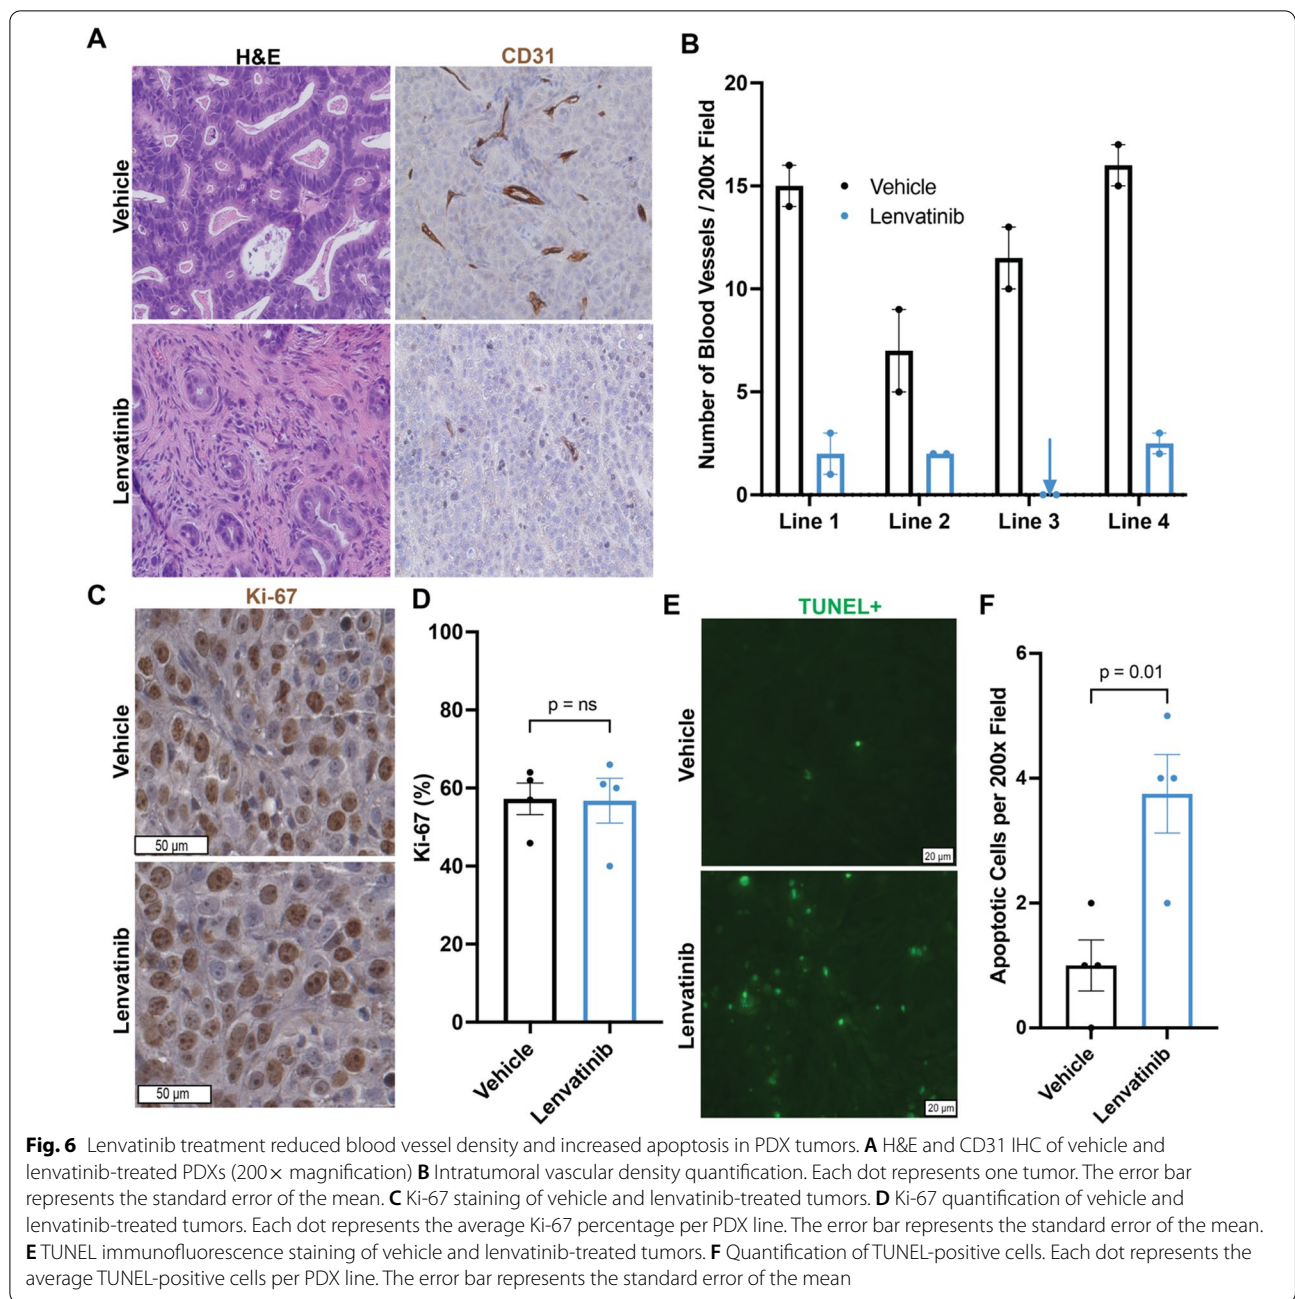 A
H&E
CD31
Vehicle
Lenvatinib
B
Number of Blood Vessels / 200x Field
20
15
10
5
0
Vehicle
Lenvatinib
Line 1
Line 2
Line 3
Line 4
C
Ki-67
Vehicle
50 µm
Lenvatinib
50 µm
D
Ki-67 (%)
100
80
60
40
20
0
p = ns
Vehicle
Lenvatinib
E
TUNEL+
Vehicle
20 µm
Lenvatinib
20 µm
F
Apoptotic Cells per 200x Field
6
4
2
0
p = 0.01
Vehicle
Lenvatinib
Fig. 6 Lenvatinib treatment reduced blood vessel density and increased apoptosis in PDX tumors. A H&E and CD31 IHC of vehicle and
lenvatinib-treated PDXs (200× magnification) B Intratumoral vascular density quantification. Each dot represents one tumor. The error bar
represents the standard error of the mean. C Ki-67 staining of vehicle and lenvatinib-treated tumors. D Ki-67 quantification of vehicle and
lenvatinib-treated tumors. Each dot represents the average Ki-67 percentage per PDX line. The error bar represents the standard error of the mean.
E TUNEL immunofluorescence staining of vehicle and lenvatinib-treated tumors. F Quantification of TUNEL-positive cells. Each dot represents the
average TUNEL-positive cells per PDX line. The error bar represents the standard error of the mean